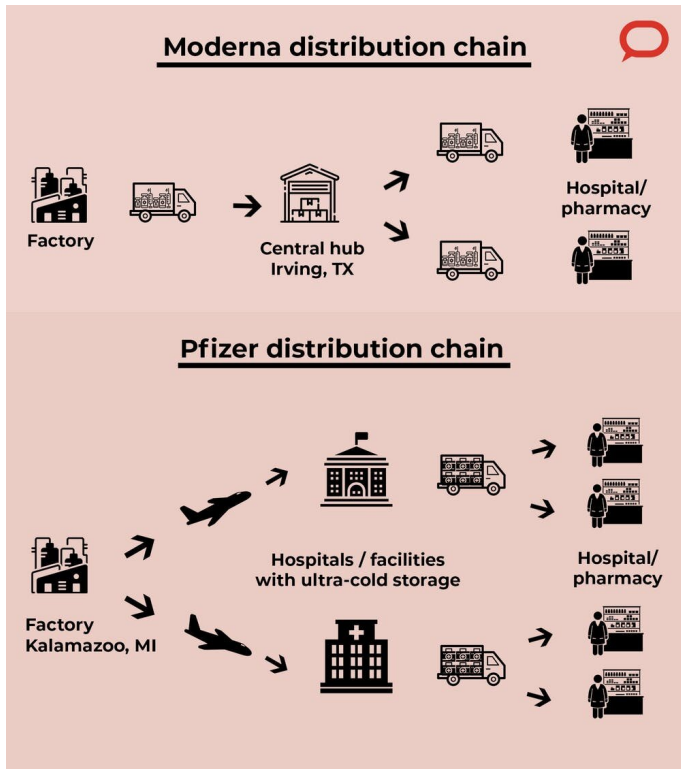 Moderna distribution chain
Factory
Central hub
Irving, TX
Hospital/
pharmacy
Pfizer distribution chain
Factory
Kalamazoo, MI
Hospitals / facilities
with ultra-cold storage
Hospital/
pharmacy